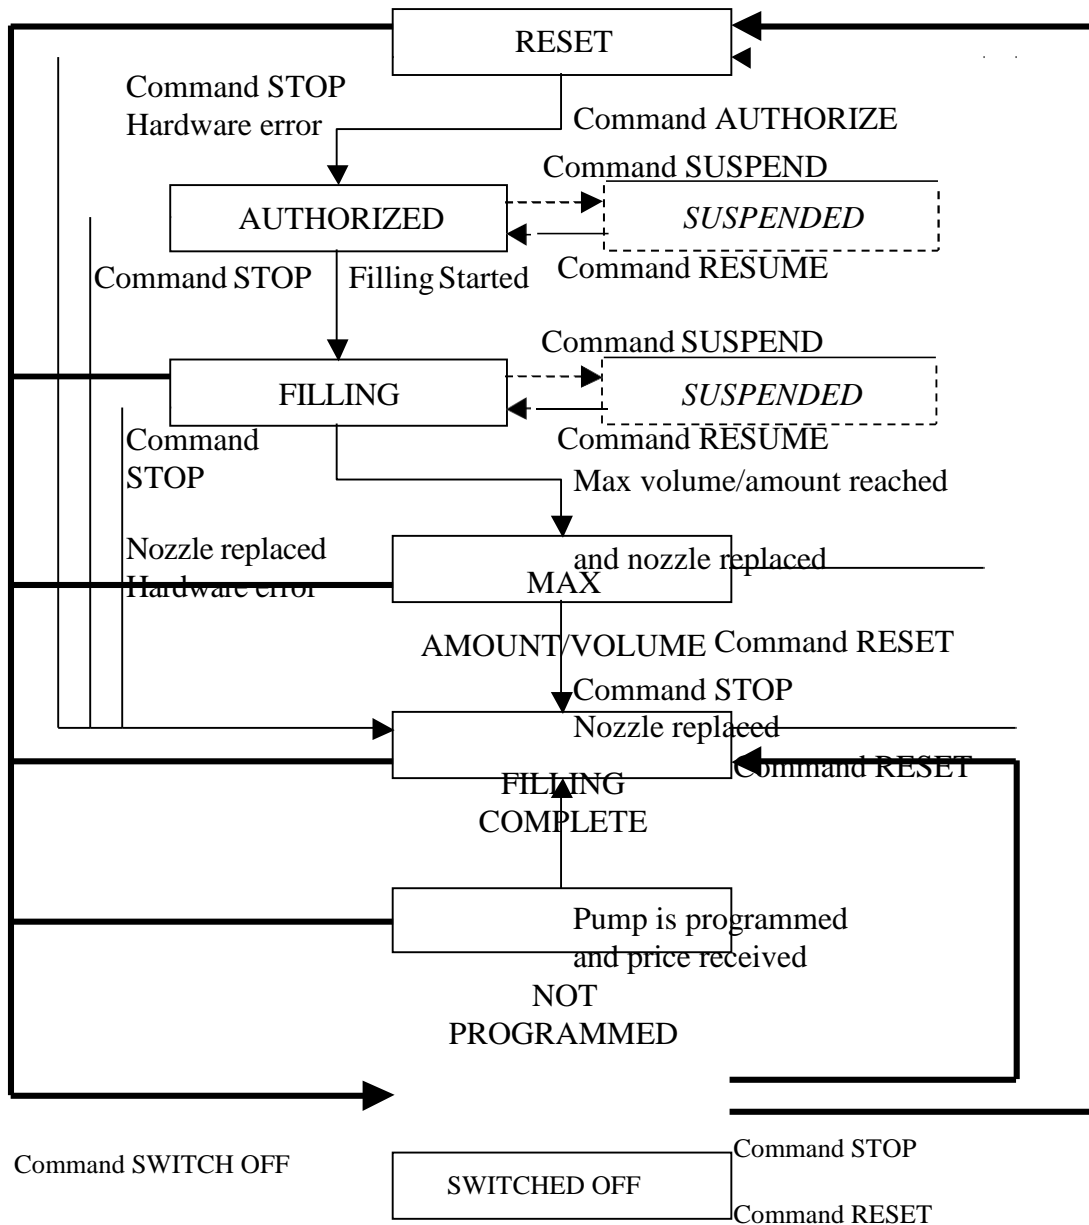 RESET
Command STOP
Hardware error
Command AUTHORIZE
Command SUSPEND
AUTHORIZED
SUSPENDED
Command RESUME
Command STOP
Filling Started
Command SUSPEND
FILLING
SUSPENDED
Command RESUME
Command
STOP
Max volume/amount reached
Nozzle replaced
Hardware error
and nozzle replaced
MAX
AMOUNT/VOLUME
Command RESET
Command STOP
Nozzle replaced
Command RESET
FILLING
COMPLETE
Pump is programmed
and price received
NOT
PROGRAMMED
Command SWITCH OFF
Command STOP
SWITCHED OFF
Command RESET